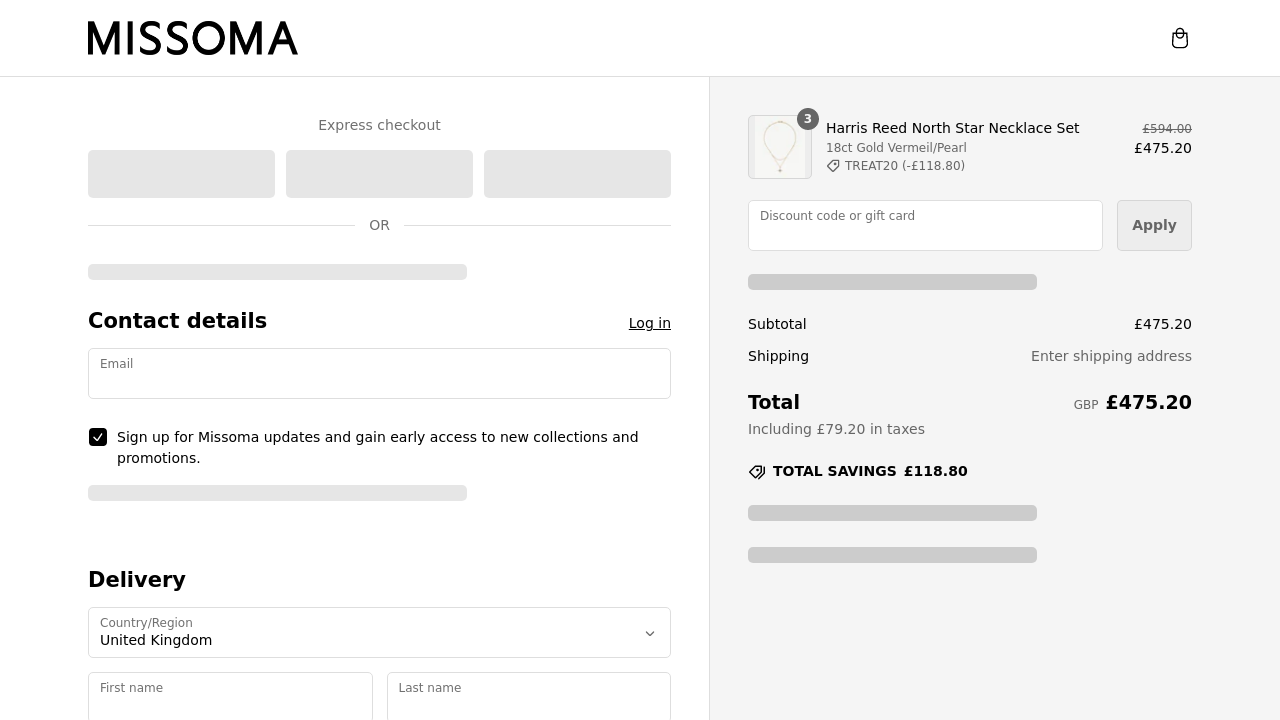 MISSOMA
Express checkout
OR
Contact details
Log in
Email
Sign up for Missoma updates and gain early access to new collections and
promotions.
Delivery
Country/Region
United Kingdom
First name
Last name
3
Harris Reed North Star Necklace Set
£594.00
18ct Gold Vermeil/Pearl
£475.20
TREAT20 (-£118.80)
Discount code or gift card
Apply
Subtotal
£475.20
Shipping
Enter shipping address
Total
GBP £475.20
Including £79.20 in taxes
TOTAL SAVINGS £118.80